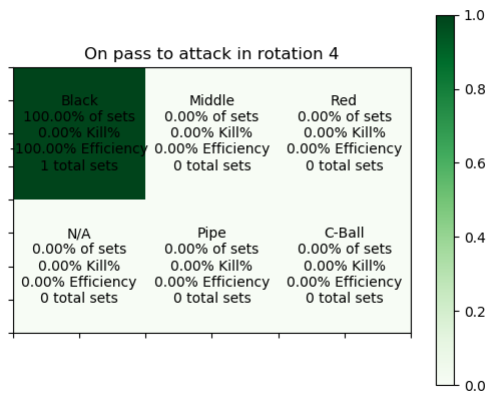 On pass to attack in rotation 4
Black
100.00% of sets
0.00% Kill%
-100.00% Efficiency
1 total sets
Middle
0.00% of sets
0.00% Kill%
0.00% Efficiency
0 total sets
Red
0.00% of sets
0.00% Kill%
0.00% Efficiency
0 total sets
N/A
0.00% of sets
0.00% Kill%
0.00% Efficiency
0 total sets
Pipe
0.00% of sets
0.00% Kill%
0.00% Efficiency
0 total sets
C-Ball
0.00% of sets
0.00% Kill%
0.00% Efficiency
0 total sets
1.0
0.8
0.6
0.4
0.2
0.0